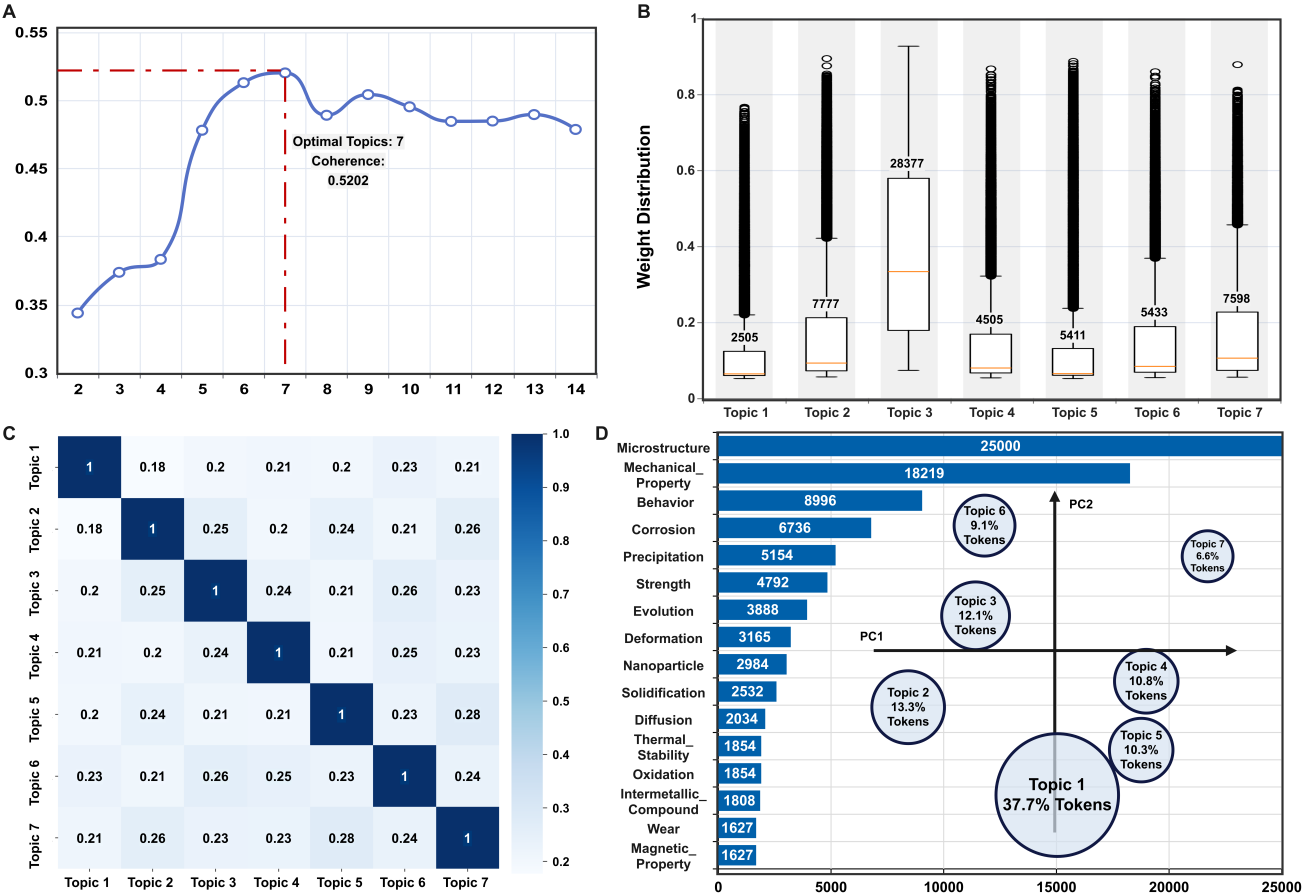 A
0.55
0.5
0.45
0.4
0.35
0.3
Optimal Topics: 7
Coherence:
0.5202
2 3 4 5 6 7 8 9 10 11 12 13 14
B
Weight Distribution
1
0.8
0.6
0.4
0.2
0
2505
7777
28377
4505
5411
5433
7598
Topic 1 Topic 2 Topic 3 Topic 4 Topic 5 Topic 6 Topic 7
C
Topic 1 1 0.18 0.2 0.21 0.2 0.23 0.21
Topic 2 0.18 1 0.25 0.2 0.24 0.21 0.26
Topic 3 0.2 0.25 1 0.24 0.21 0.26 0.23
Topic 4 0.21 0.2 0.24 1 0.21 0.25 0.23
Topic 5 0.2 0.24 0.21 0.21 1 0.23 0.28
Topic 6 0.23 0.21 0.26 0.25 0.23 1 0.24
Topic 7 0.21 0.26 0.23 0.23 0.28 0.24 1
Topic 1 Topic 2 Topic 3 Topic 4 Topic 5 Topic 6 Topic 7
1.0
0.9
0.8
0.7
0.6
0.5
0.4
0.3
0.2
D
Microstructure 25000
Mechanical_
Property 18219
Behavior 8996
Corrosion 6736
Precipitation 5154
Strength 4792
Evolution 3888
Deformation 3165
Nanoparticle 2984
Solidification 2532
Diffusion 2034
Thermal_
Stability 1854
Oxidation 1854
Intermetallic_
Compound 1808
Wear 1627
Magnetic_
Property 1627
0 5000 10000 15000 20000 25000
PC2
PC1
Topic 6
9.1%
Tokens
Topic 7
6.6%
Tokens
Topic 3
12.1%
Tokens
Topic 4
10.8%
Tokens
Topic 2
13.3%
Tokens
Topic 5
10.3%
Tokens
Topic 1
37.7% Tokens